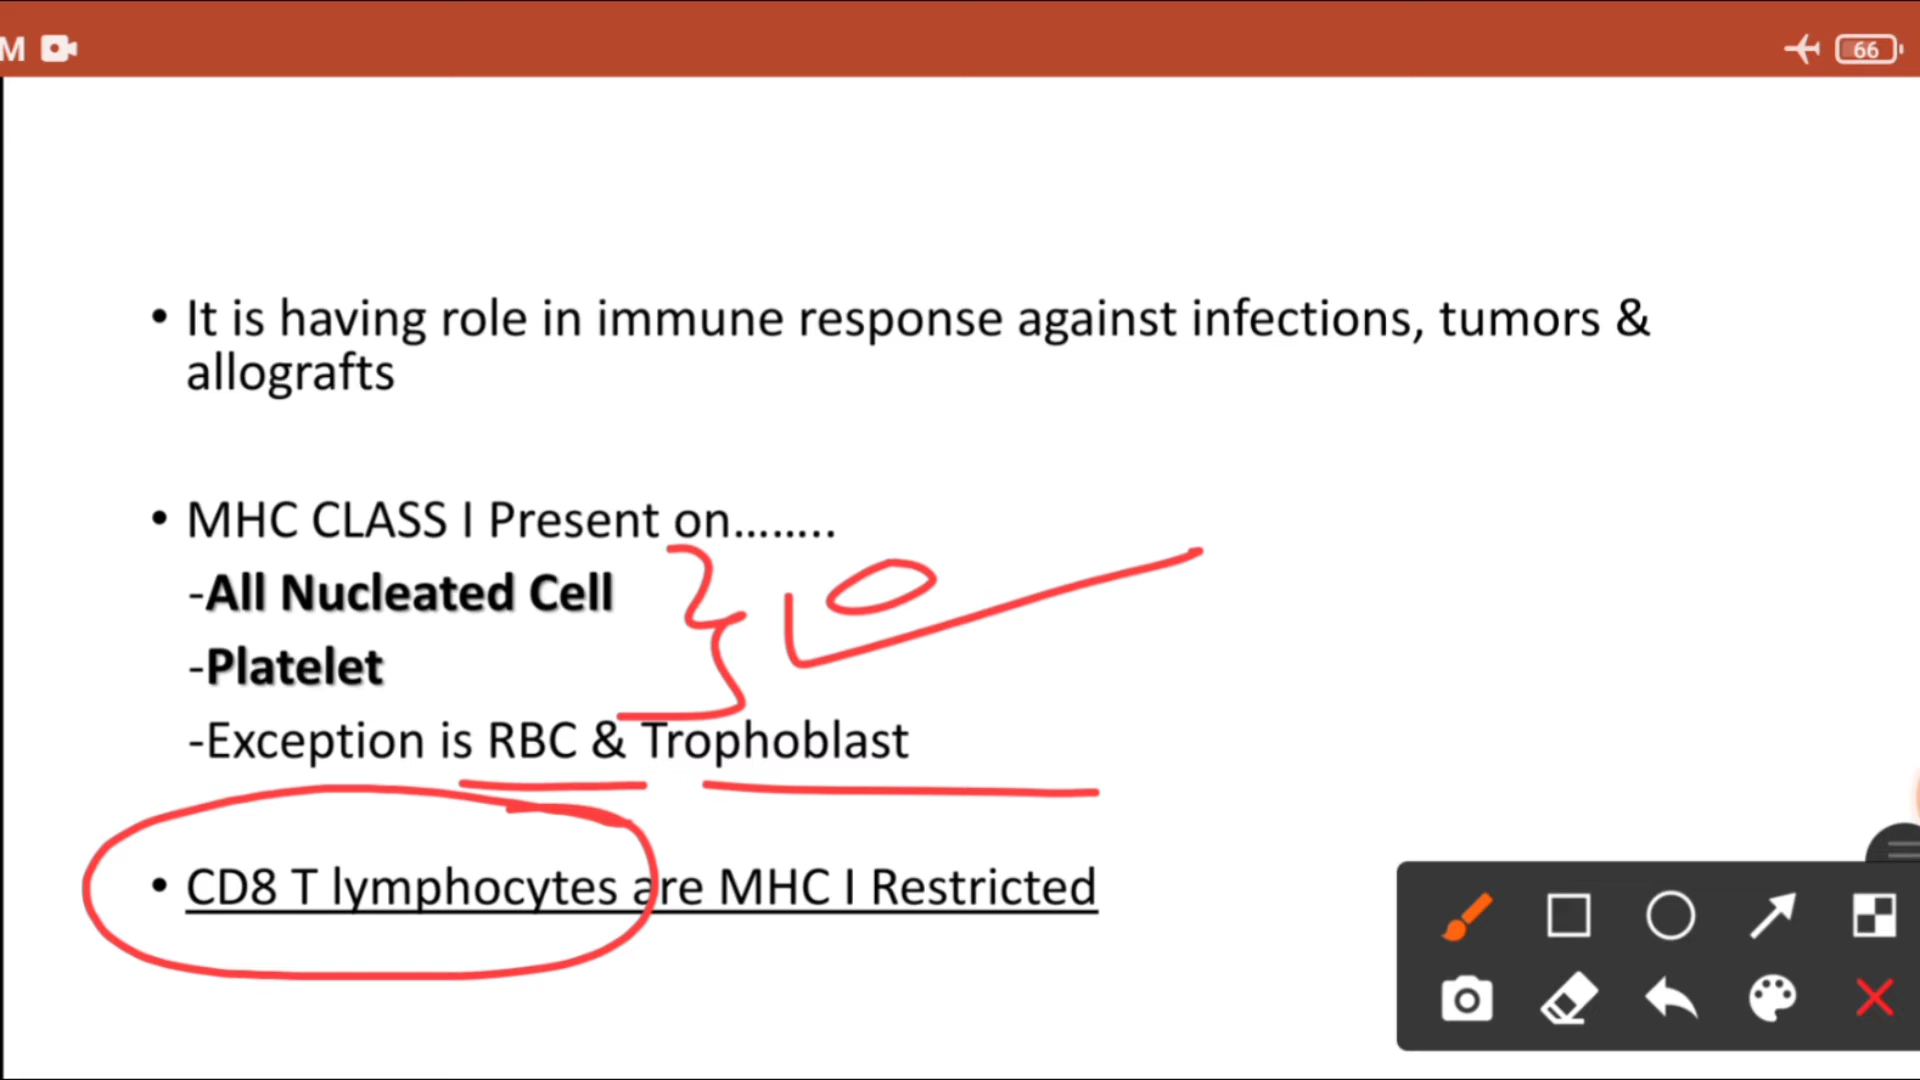 M
66
• It is having role in immune response against infections, tumors &
allografts
• MHC CLASS I Present on........
-All Nucleated Cell
-Platelet
-Exception is RBC & Trophoblast
• CD8 T lymphocytes are MHC I Restricted